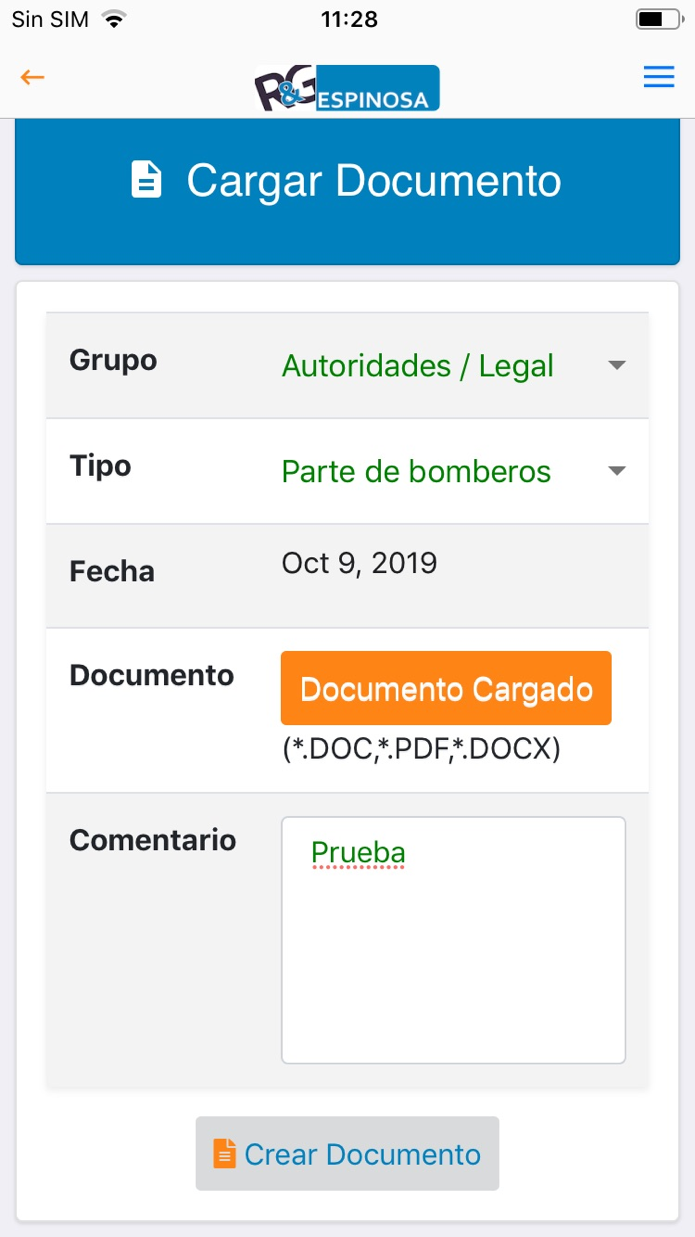 Sin SIM 11:28
R&G ESPINOSA
Cargar Documento
Grupo Autoridades / Legal
Tipo Parte de bomberos
Fecha Oct 9, 2019
Documento Documento Cargado
(*.DOC,*.PDF,*.DOCX)
Comentario Prueba
Crear Documento